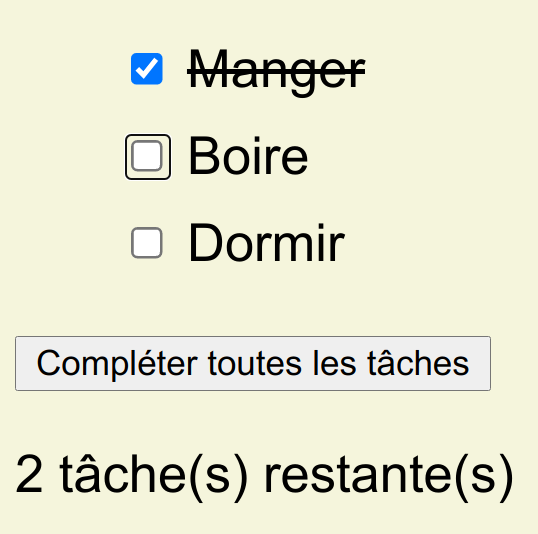 Manger
Boire
Dormir
Compléter toutes les tâches
2 tâche(s) restante(s)